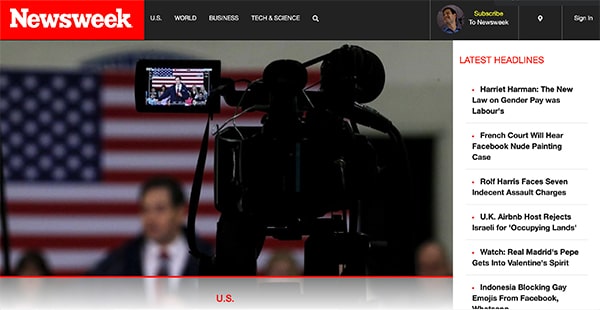 Newsweek
U.S.
WORLD
BUSINESS
TECH & SCIENCE
Subscribe
To Newsweek
Sign In
LATEST HEADLINES
Harriet Harman: The New
Law on Gender Pay was
Labour's
French Court Will Hear
Facebook Nude Painting
Case
Rolf Harris Faces Seven
Indecent Assault Charges
U.K. Airbnb Host Rejects
Israeli for 'Occupying Lands'
Watch: Real Madrid's Pepe
Gets Into Valentine's Spirit
Indonesia Blocking Gay
Emojis From Facebook,
Whatsapp
U.S.